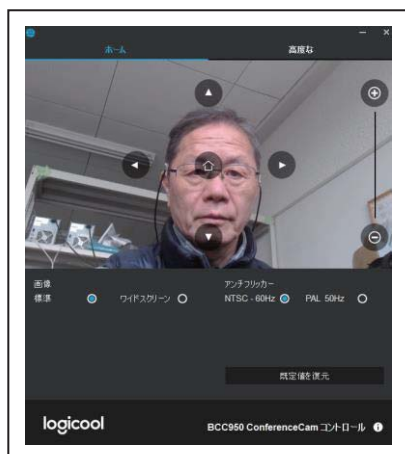 ホーム 高度な
画像 アンチフリッカー
標準 ワイドスクリーン NTSC - 60Hz PAL 50Hz
既定値を復元
logicool BCC950 ConferenceCam コントロール